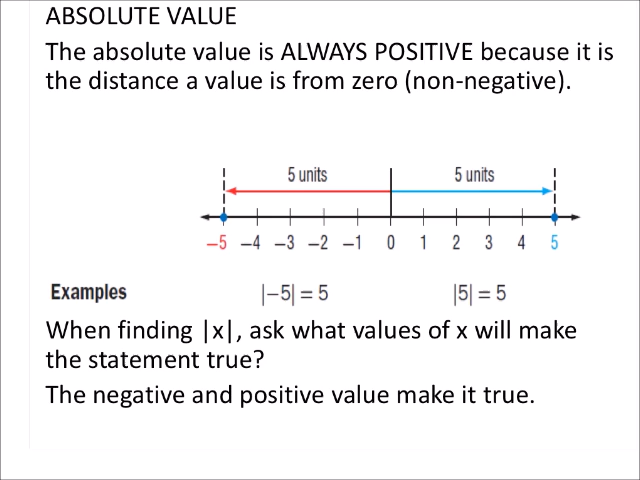 ABSOLUTE VALUE
The absolute value is ALWAYS POSITIVE because it is
the distance a value is from zero (non-negative).
5 units 5 units
−5 −4 −3 −2 −1 0 1 2 3 4 5
Examples |−5| = 5 |5| = 5
When finding |x|, ask what values of x will make
the statement true?
The negative and positive value make it true.